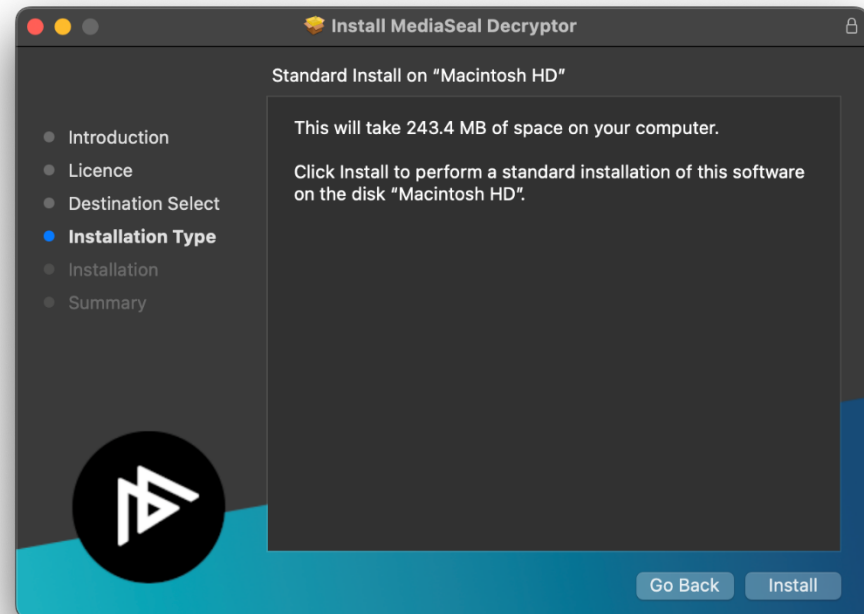 Install MediaSeal Decryptor
Standard Install on “Macintosh HD”
Introduction
Licence
Destination Select
Installation Type
Installation
Summary
This will take 243.4 MB of space on your computer.
Click Install to perform a standard installation of this software
on the disk “Macintosh HD”.
Go Back
Install